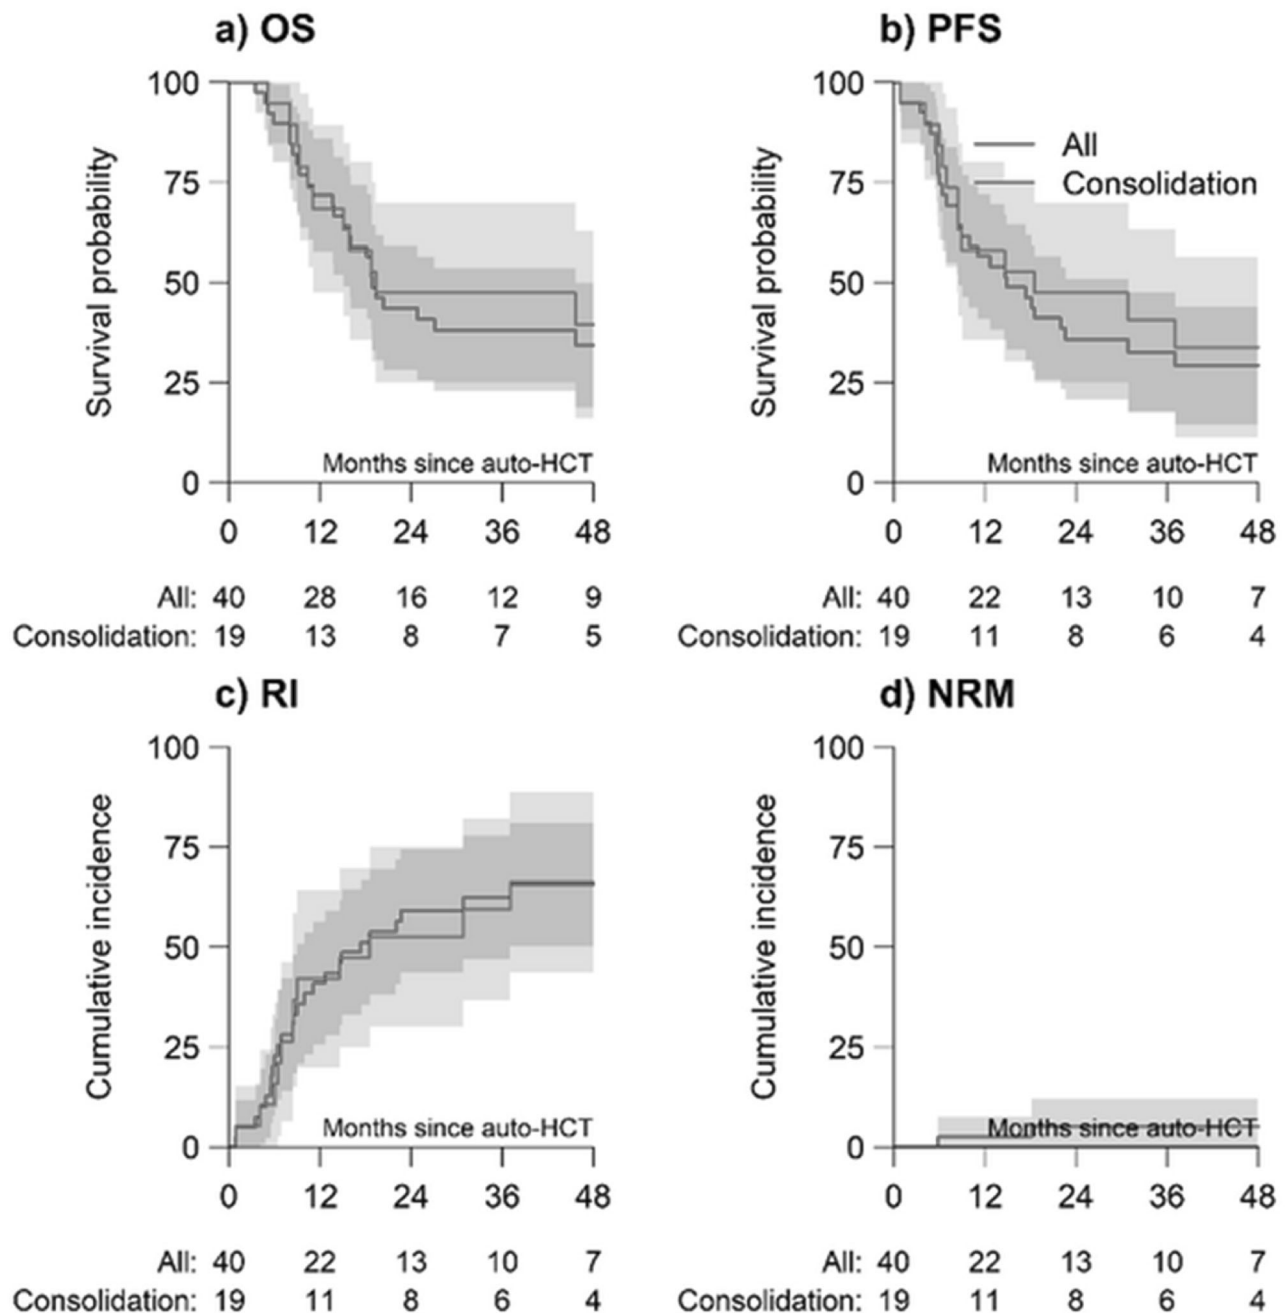 a) OS
100
75
50
25
0
Survival probability
Months since auto-HCT
0 12 24 36 48
All: 40 28 16 12 9
Consolidation: 19 13 8 7 5
b) PFS
100
75
50
25
0
Survival probability
All
Consolidation
Months since auto-HCT
0 12 24 36 48
All: 40 22 13 10 7
Consolidation: 19 11 8 6 4
c) RI
100
75
50
25
0
Cumulative incidence
Months since auto-HCT
0 12 24 36 48
All: 40 22 13 10 7
Consolidation: 19 11 8 6 4
d) NRM
100
75
50
25
0
Cumulative incidence
Months since auto-HCT
0 12 24 36 48
All: 40 22 13 10 7
Consolidation: 19 11 8 6 4